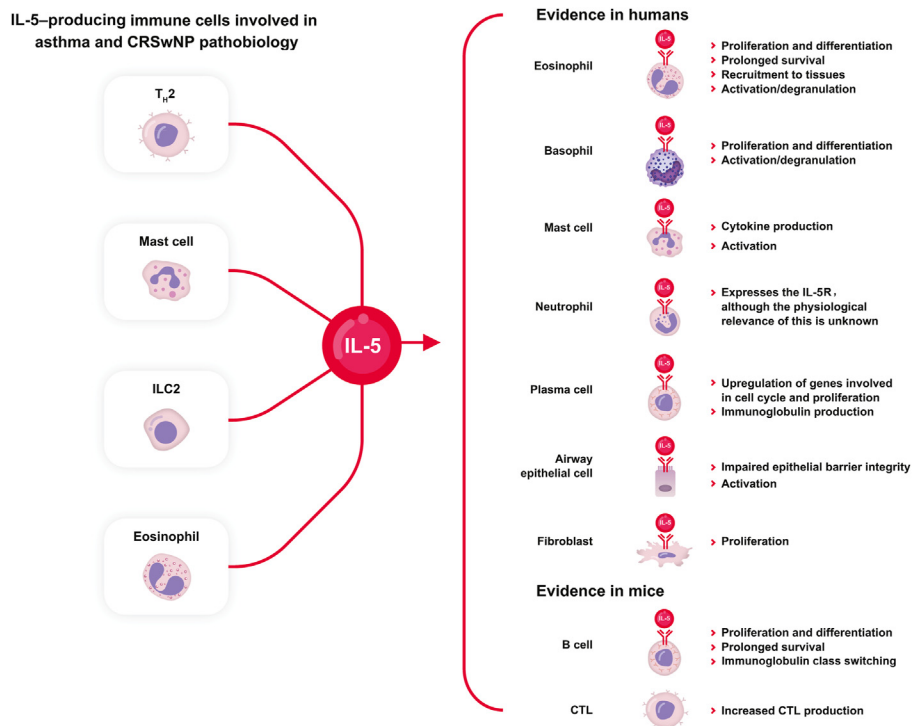 IL-5–producing immune cells involved in
asthma and CRSwNP pathobiology
TH2
Mast cell
ILC2
Eosinophil
IL-5
Evidence in humans
Eosinophil
IL-5
> Proliferation and differentiation
> Prolonged survival
> Recruitment to tissues
> Activation/degranulation
Basophil
IL-5
> Proliferation and differentiation
> Activation/degranulation
Mast cell
IL-5
> Cytokine production
> Activation
Neutrophil
IL-5
> Expresses the IL-5R,
although the physiological
relevance of this is unknown
Plasma cell
IL-5
> Upregulation of genes involved
in cell cycle and proliferation
> Immunoglobulin production
Airway
epithelial cell
IL-5
> Impaired epithelial barrier integrity
> Activation
Fibroblast
IL-5
> Proliferation
Evidence in mice
B cell
IL-5
> Proliferation and differentiation
> Prolonged survival
> Immunoglobulin class switching
CTL
> Increased CTL production